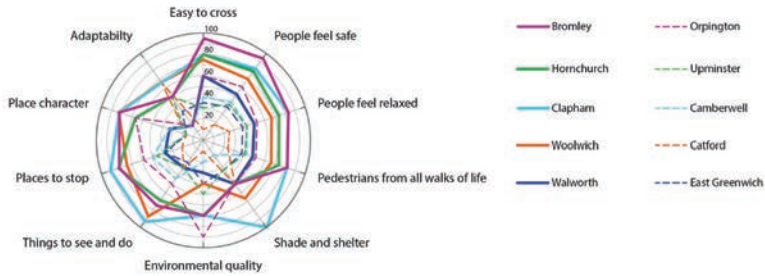 Easy to cross
100
80
60
40
20
Adaptabilty
People feel safe
Place character
People feel relaxed
Places to stop
Pedestrians from all walks of life
Things to see and do
Shade and shelter
Environmental quality
Bromley
Orpington
Hornchurch
Upminster
Clapham
Camberwell
Woolwich
Catford
Walworth
East Greenwich